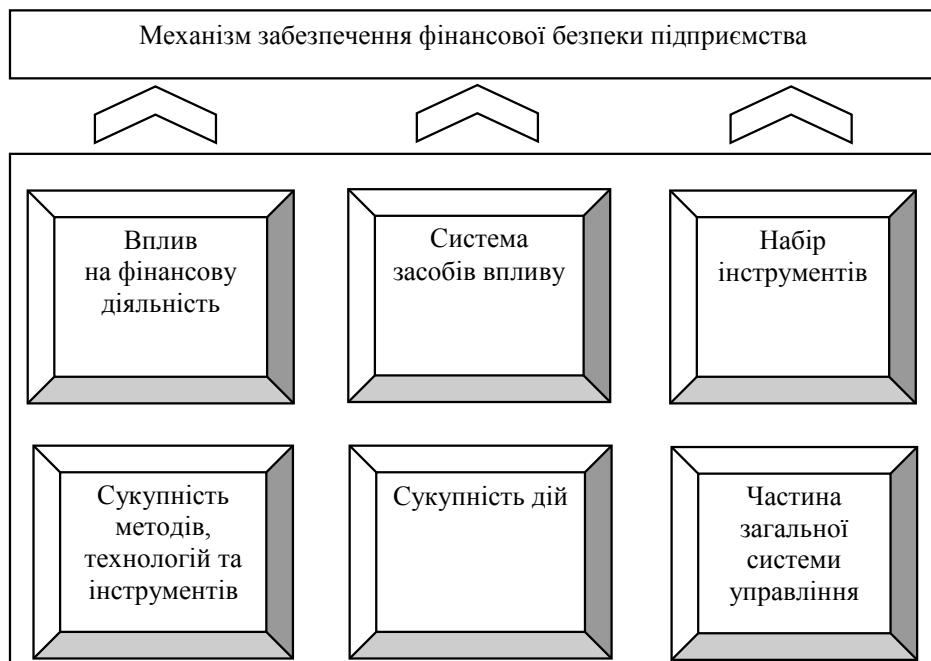 Механізм забезпечення фінансової безпеки підприємства
Вплив
на фінансову
діяльність
Система
засобів впливу
Набір
інструментів
Сукупність
методів,
технологій та
інструментів
Сукупність дій
Частина
загальної
системи
управління